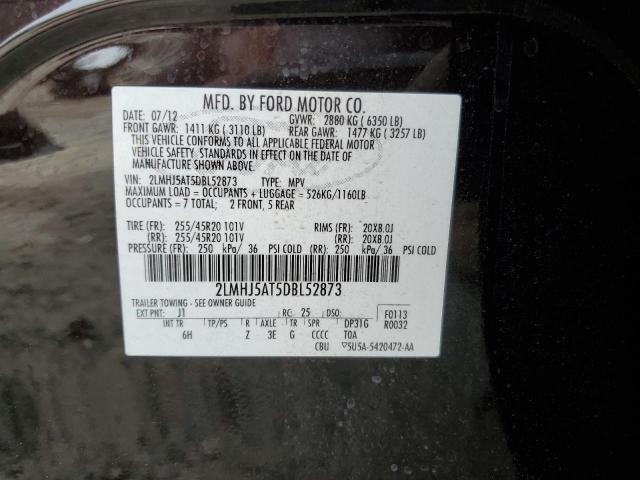 MFD. BY FORD MOTOR CO.
DATE: 07/12 GVWR: 2880 KG ( 6350 LB)
FRONT GAWR: 1411 KG ( 3110 LB) REAR GAWR: 1477 KG ( 3257 LB)
THIS VEHICLE CONFORMS TO ALL APPLICABLE FEDERAL MOTOR
VEHICLE SAFETY STANDARDS IN EFFECT ON THE DATE OF
MANUFACTURE SHOWN ABOVE.
VIN: 2LMHJ5AT5DBL52873 TYPE: MPV
MAXIMUM LOAD = OCCUPANTS + LUGGAGE = 526KG/1160LB
OCCUPANTS = 7 TOTAL: 2 FRONT, 5 REAR
TIRE (FR): 255/45R20 101V RIMS (FR): 20X8.0J
(RR): 255/45R20 101V (RR): 20X8.0J
PRESSURE (FR): 250 kPa/ 36 PSI COLD (RR): 250 kPa/ 36 PSI COLD
2LMHJ5AT5DBL52873
TRAILER TOWING - SEE OWNER GUIDE
EXT PNT: J1 RC: 25 DSO: F0113
R0032
INT TR TP/PS R AXLE TR SPR DP31G
6H Z 3E G CCCC TOA
CBU 5U5A-5420472-AA